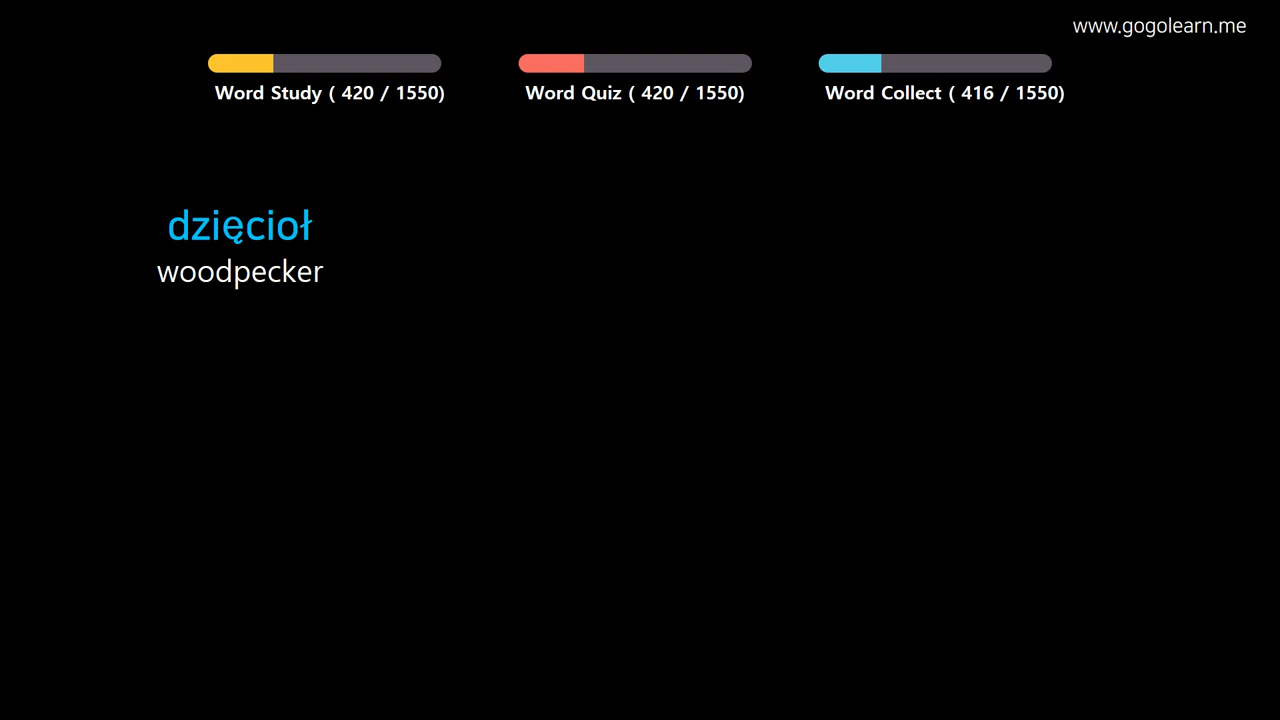 www.gogolearn.me
Word Study ( 420 / 1550)
Word Quiz ( 420 / 1550)
Word Collect ( 416 / 1550)
dzięcioł
woodpecker